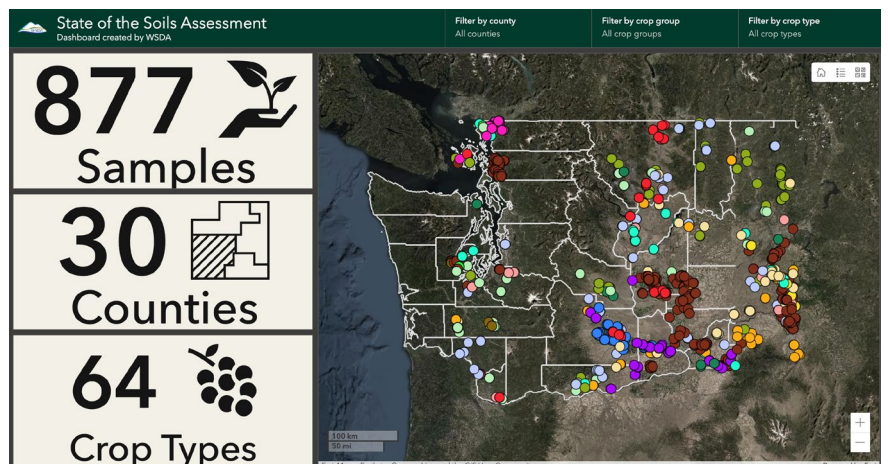 State of the Soils Assessment
Dashboard created by WSDA
Filter by county
All counties
Filter by crop group
All crop groups
Filter by crop type
All crop types
877
Samples
30
Counties
64
Crop Types
100 km
50 mi